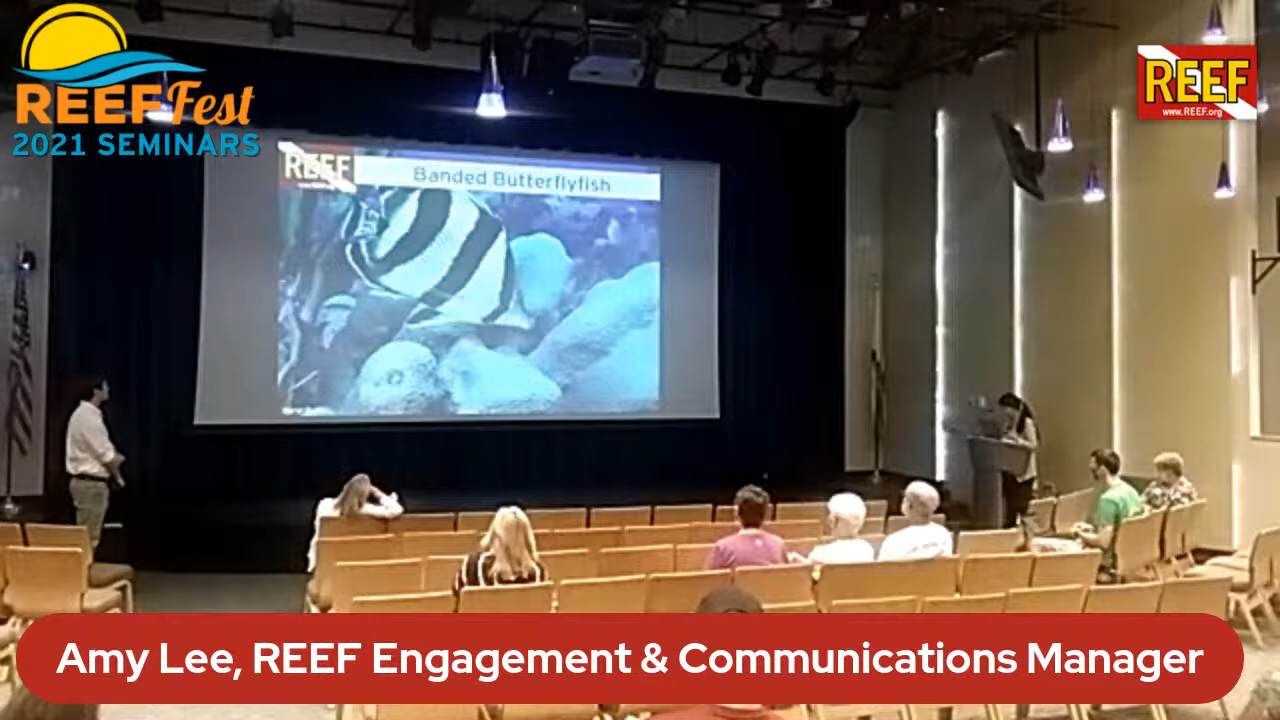 REEF Fest
2021 SEMINARS
REEF
www.REEF.org
REEF
Banded Butterflyfish
Amy Lee, REEF Engagement & Communications Manager